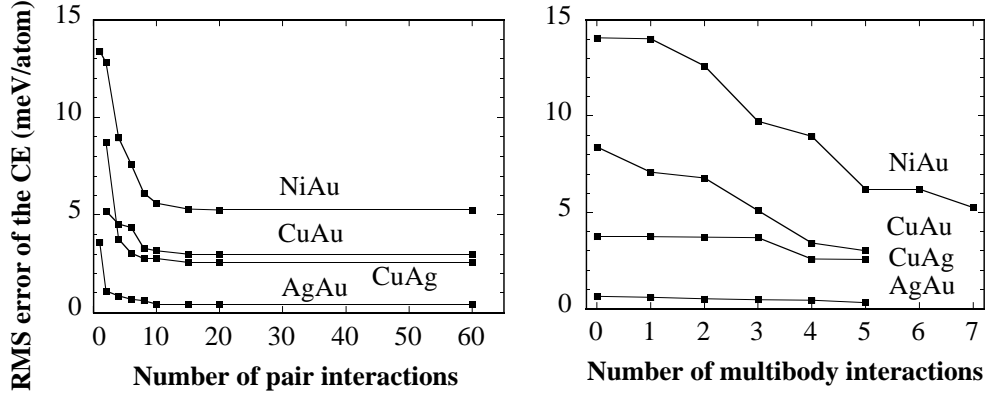 RMS error of the CE (meV/atom)
15
10
5
0
NiAu
CuAu
CuAg
AgAu
0 10 20 30 40 50 60
Number of pair interactions
15
10
5
0
NiAu
CuAu
CuAg
AgAu
0 1 2 3 4 5 6 7
Number of multibody interactions